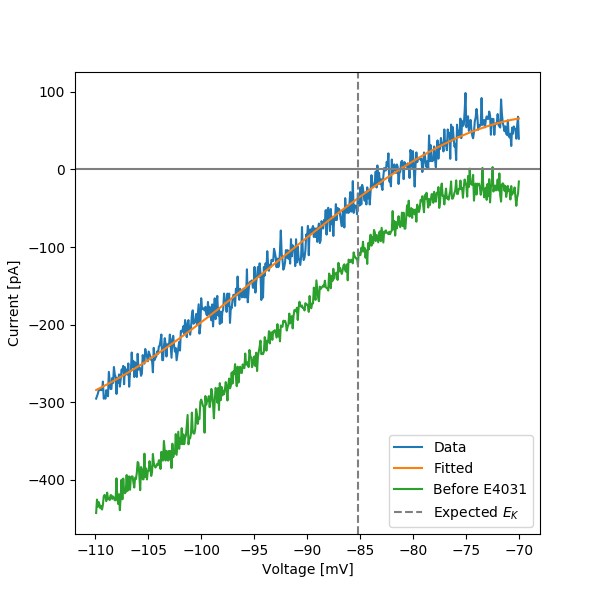 100
0
−100
−200
−300
−400
Current [pA]
−110
−105
−100
−95
−90
−85
−80
−75
−70
Voltage [mV]
Data
Fitted
Before E4031
Expected E_K